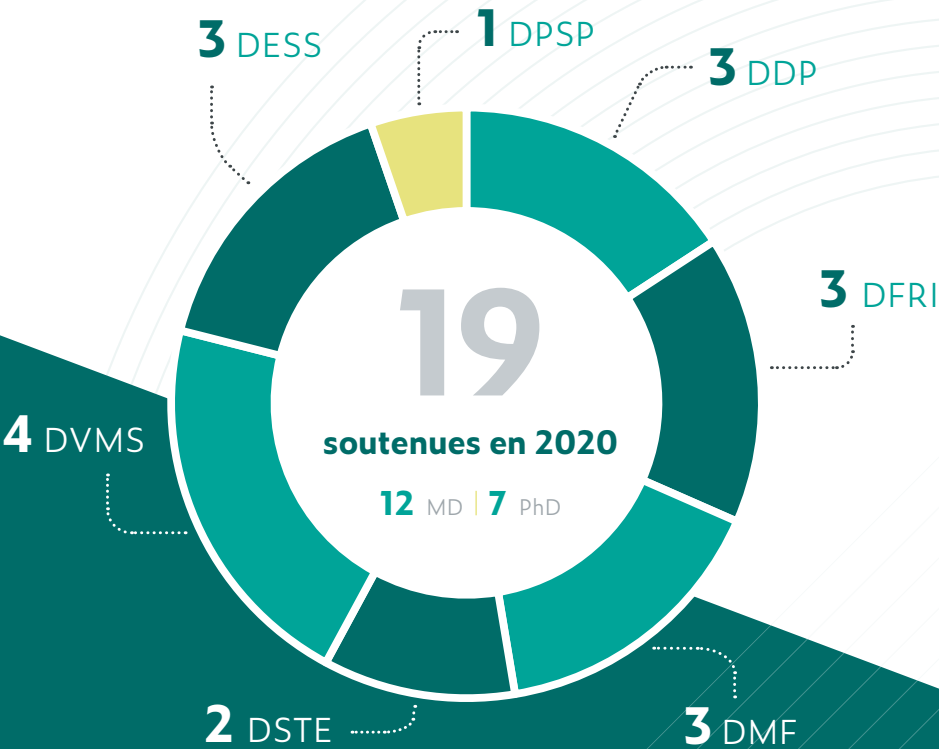 1 DPSP
3 DESS
3 DDP
3 DFRI
19
soutenues en 2020
12 MD | 7 PhD
4 DVMS
2 DSTE
3 DMF